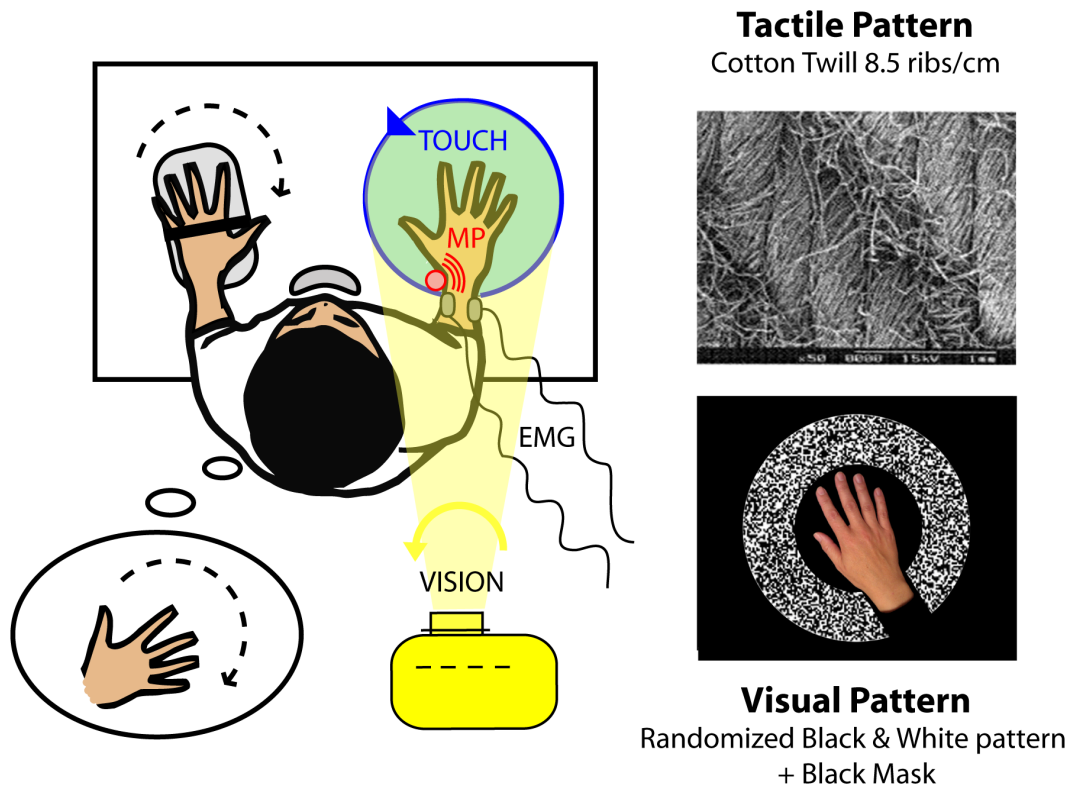 Tactile Pattern
Cotton Twill 8.5 ribs/cm
TOUCH
MP
EMG
VISION
x50 0000 15kV 1mm
Visual Pattern
Randomized Black & White pattern
+ Black Mask